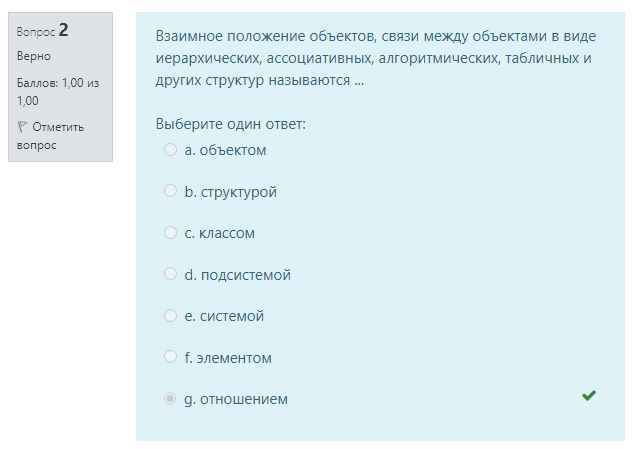 Вопрос 2
Верно
Баллов: 1,00 из
1,00
Отметить
вопрос
Взаимное положение объектов, связи между объектами в виде
иерархических, ассоциативных, алгоритмических, табличных и
других структур называются ...
Выберите один ответ:
a. объектом
b. структурой
c. классом
d. подсистемой
e. системой
f. элементом
g. отношением